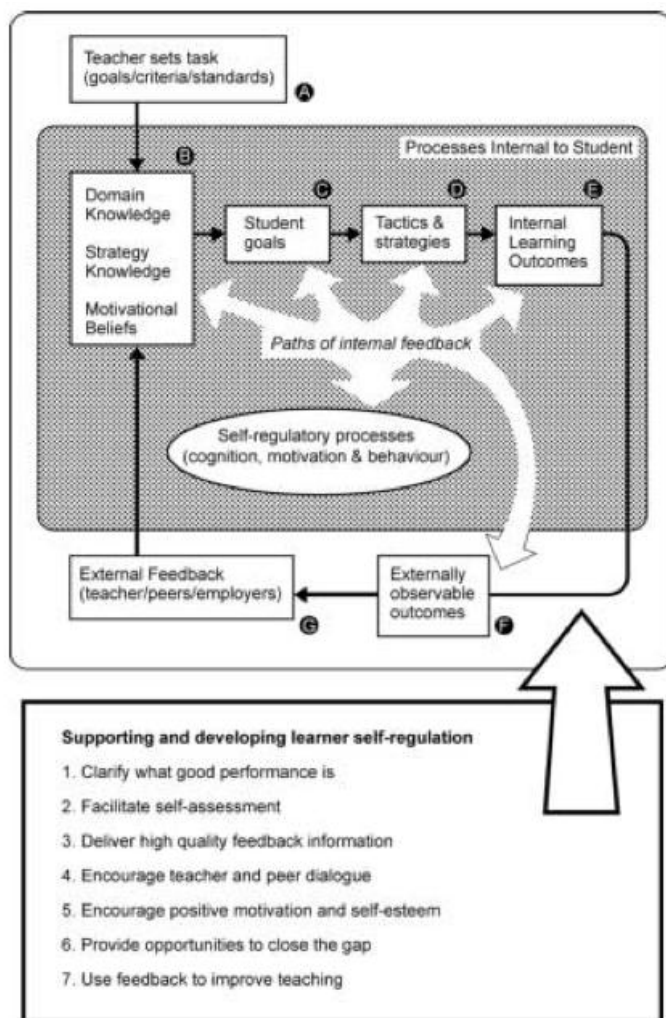 Teacher sets task
(goals/criteria/standards)
A
Processes Internal to Student
B
Domain
Knowledge
Strategy
Knowledge
Motivational
Beliefs
C
Student
goals
D
Tactics &
strategies
E
Internal
Learning
Outcomes
Paths of internal feedback
Self-regulatory processes
(cognition, motivation & behaviour)
External Feedback
(teacher/peers/employers)
G
Externally
observable
outcomes
F
Supporting and developing learner self-regulation
1. Clarify what good performance is
2. Facilitate self-assessment
3. Deliver high quality feedback information
4. Encourage teacher and peer dialogue
5. Encourage positive motivation and self-esteem
6. Provide opportunities to close the gap
7. Use feedback to improve teaching